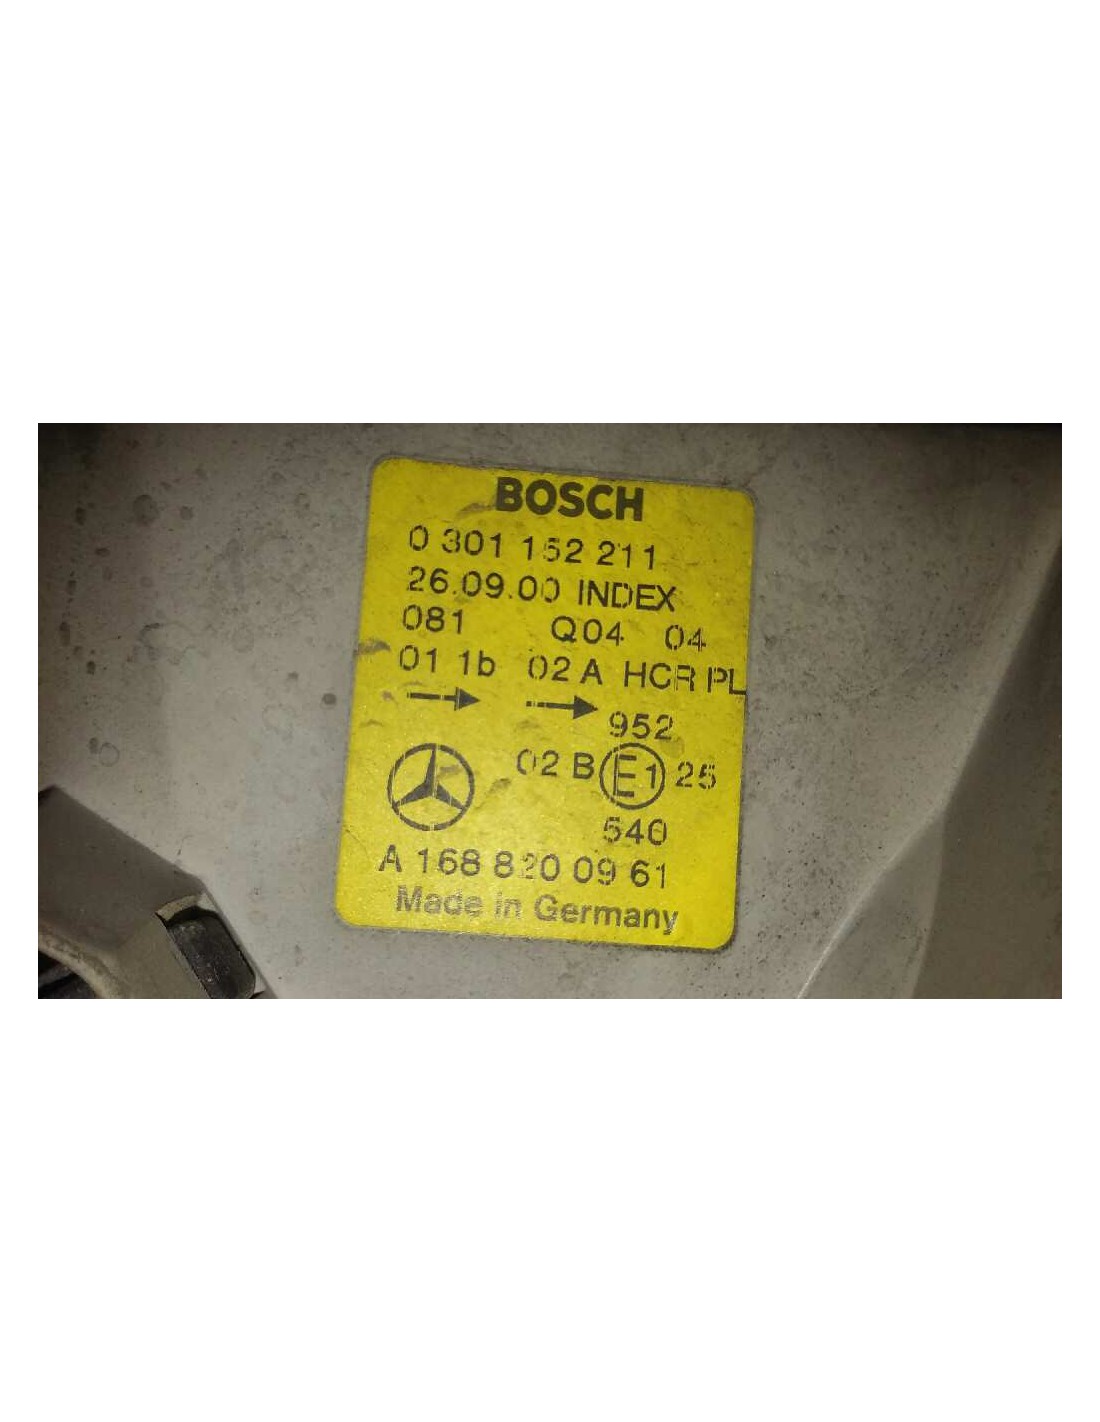 BOSCH
0 301 152 211
26.09.00 INDEX
081 Q04 04
01 1b 02 A HCR PL
952
02 B E1 25
540
A 168 820 09 61
Made in Germany